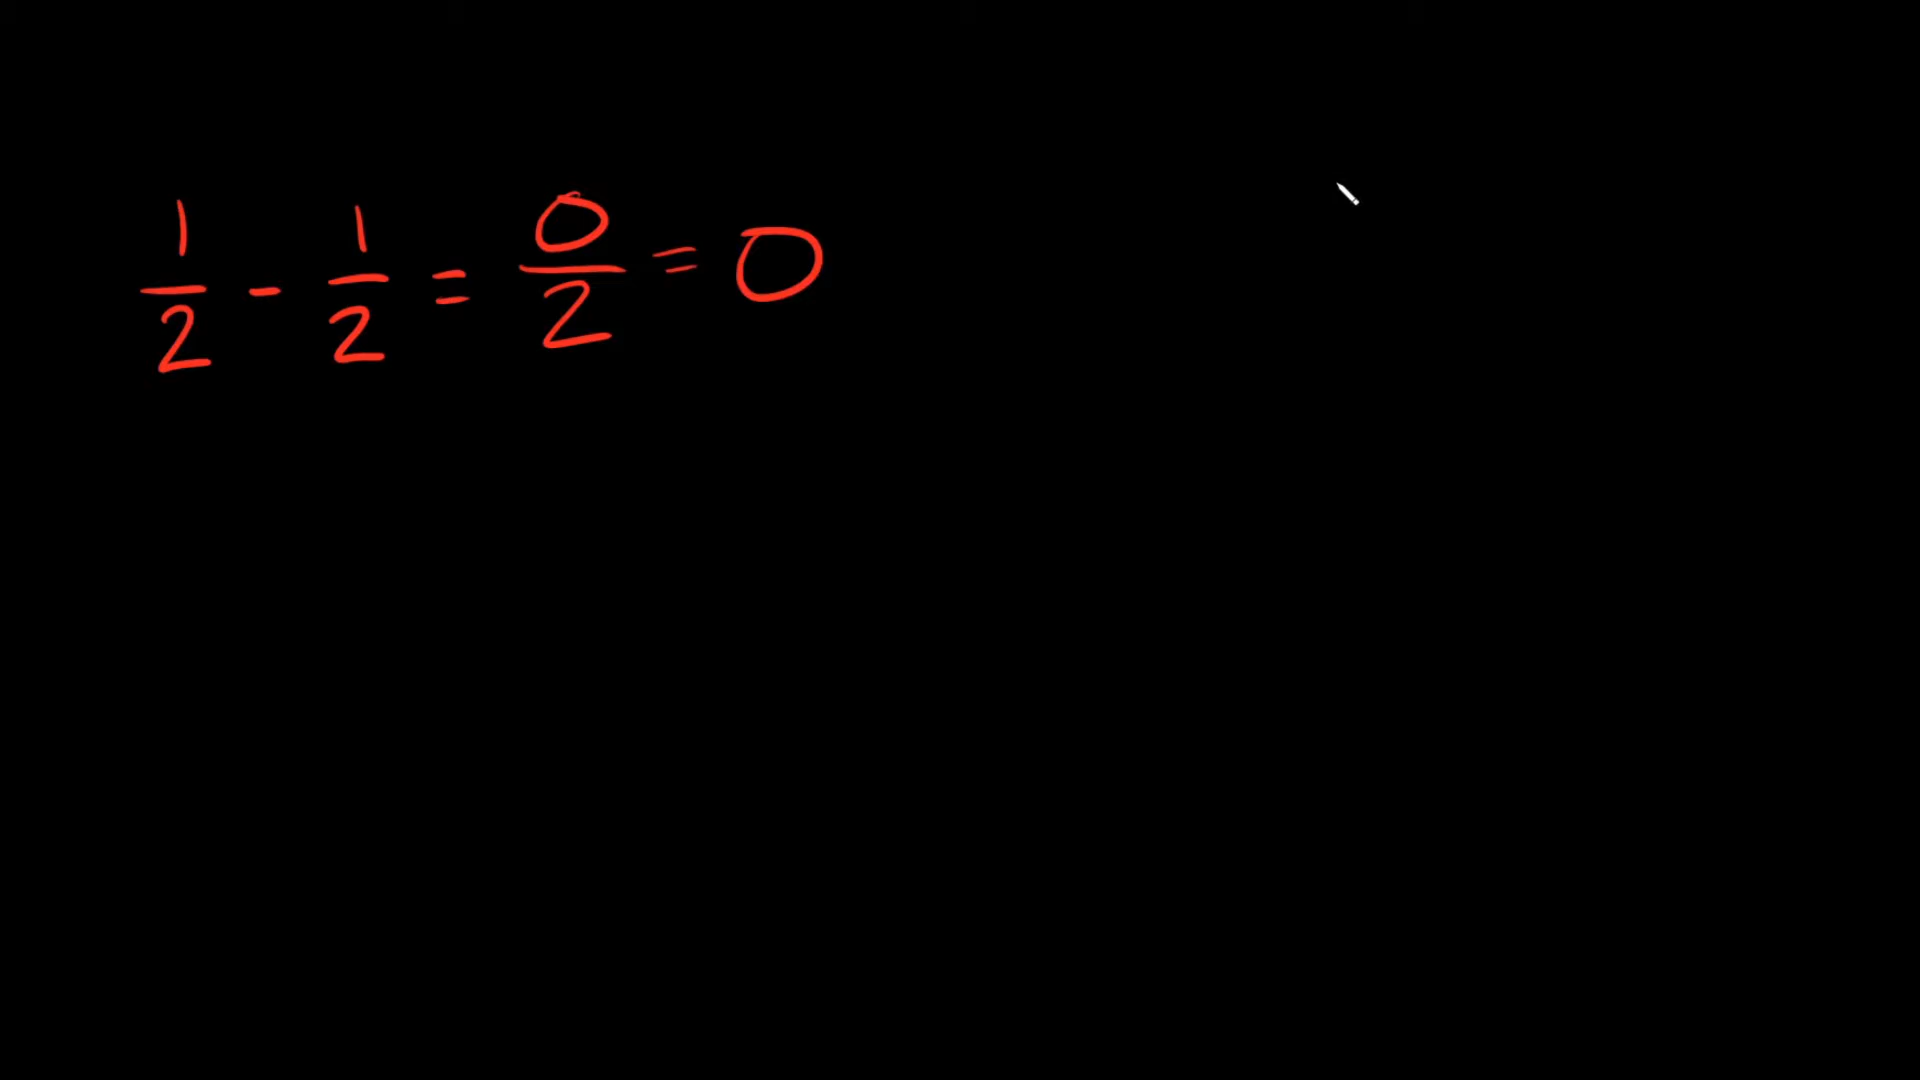 1/2 - 1/2 = 0/2 = 0